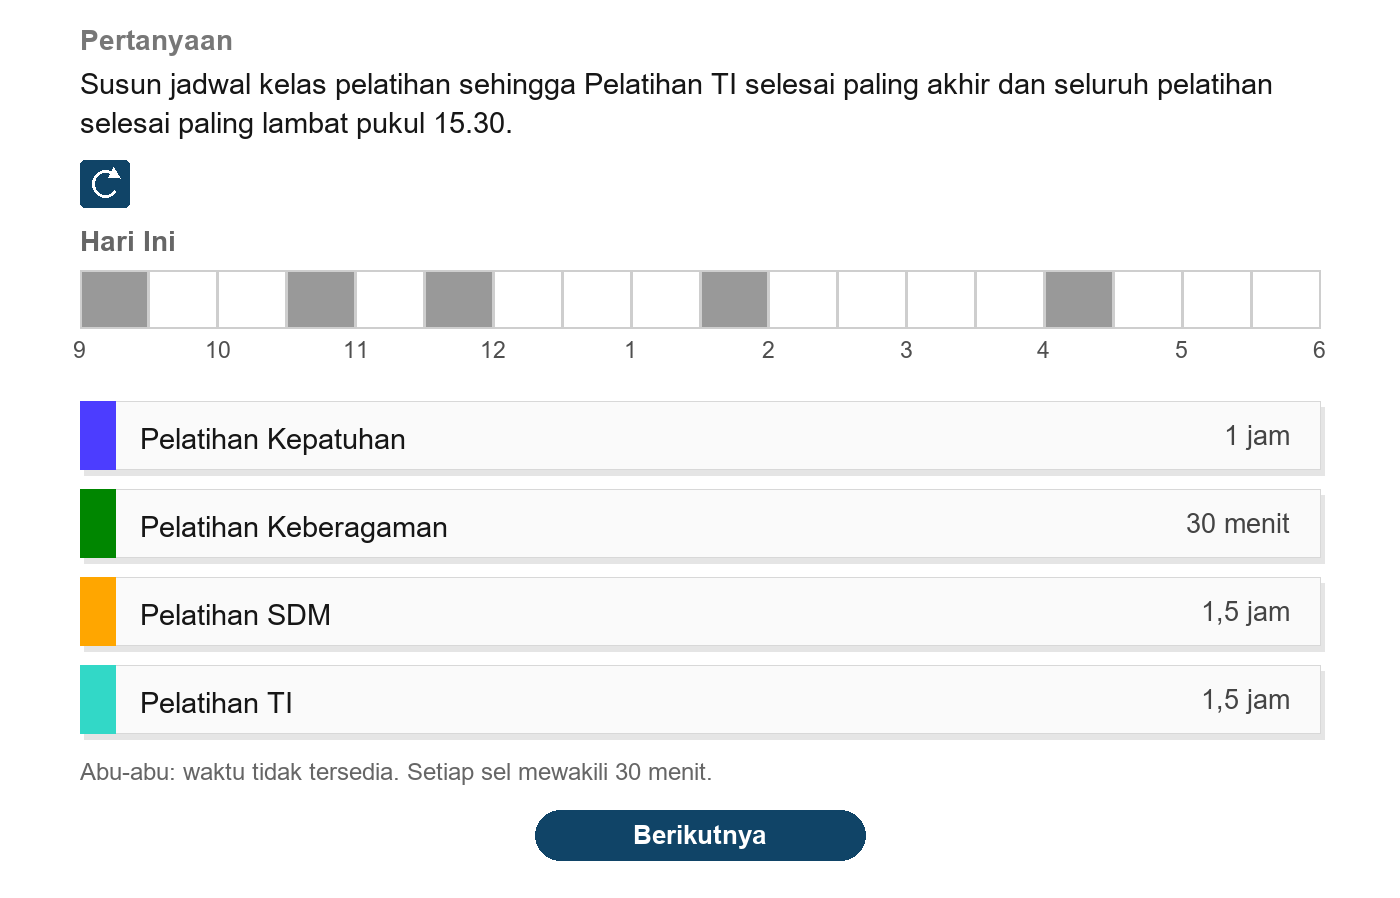 Pertanyaan
Susun jadwal kelas pelatihan sehingga Pelatihan TI selesai paling akhir dan seluruh pelatihan
selesai paling lambat pukul 15.30.
Hari Ini
9 10 11 12 1 2 3 4 5 6
Pelatihan Kepatuhan 1 jam
Pelatihan Keberagaman 30 menit
Pelatihan SDM 1,5 jam
Pelatihan TI 1,5 jam
Abu-abu: waktu tidak tersedia. Setiap sel mewakili 30 menit.
Berikutnya